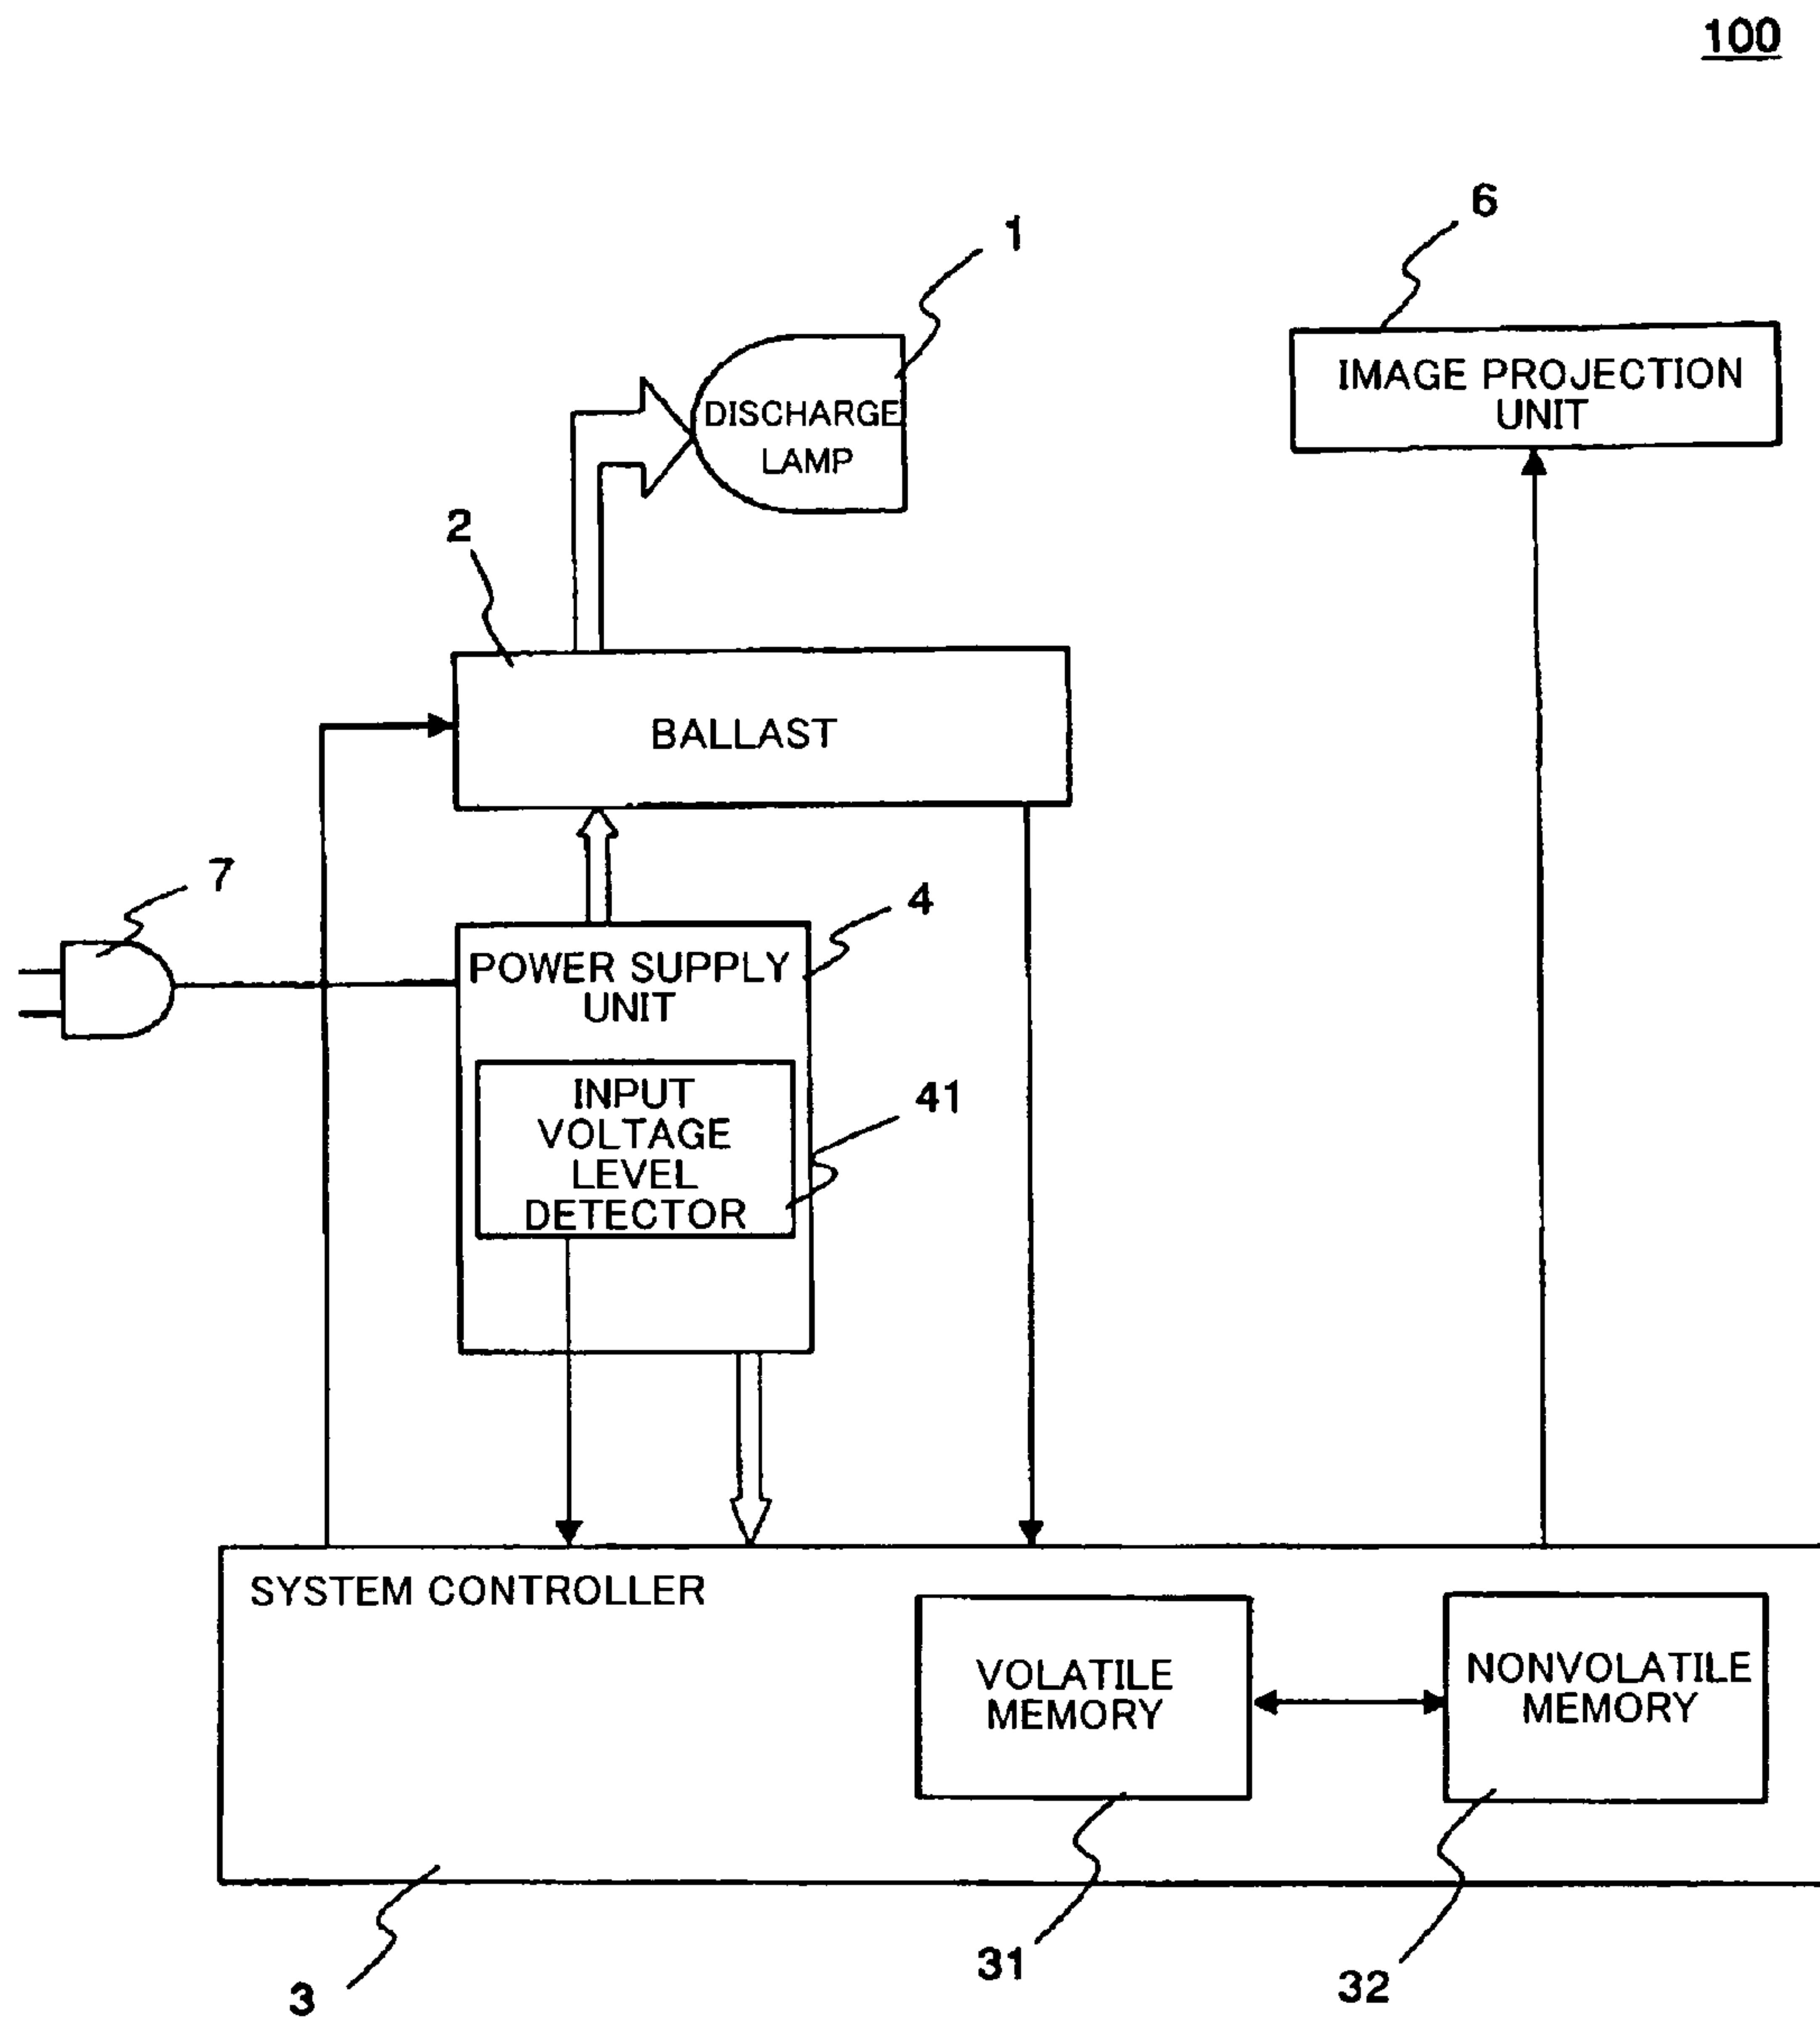 100
1
6
DISCHARGE
LAMP
IMAGE PROJECTION
UNIT
2
BALLAST
7
4
POWER SUPPLY
UNIT
41
INPUT
VOLTAGE
LEVEL
DETECTOR
SYSTEM CONTROLLER
VOLATILE
MEMORY
NONVOLATILE
MEMORY
31
32
3